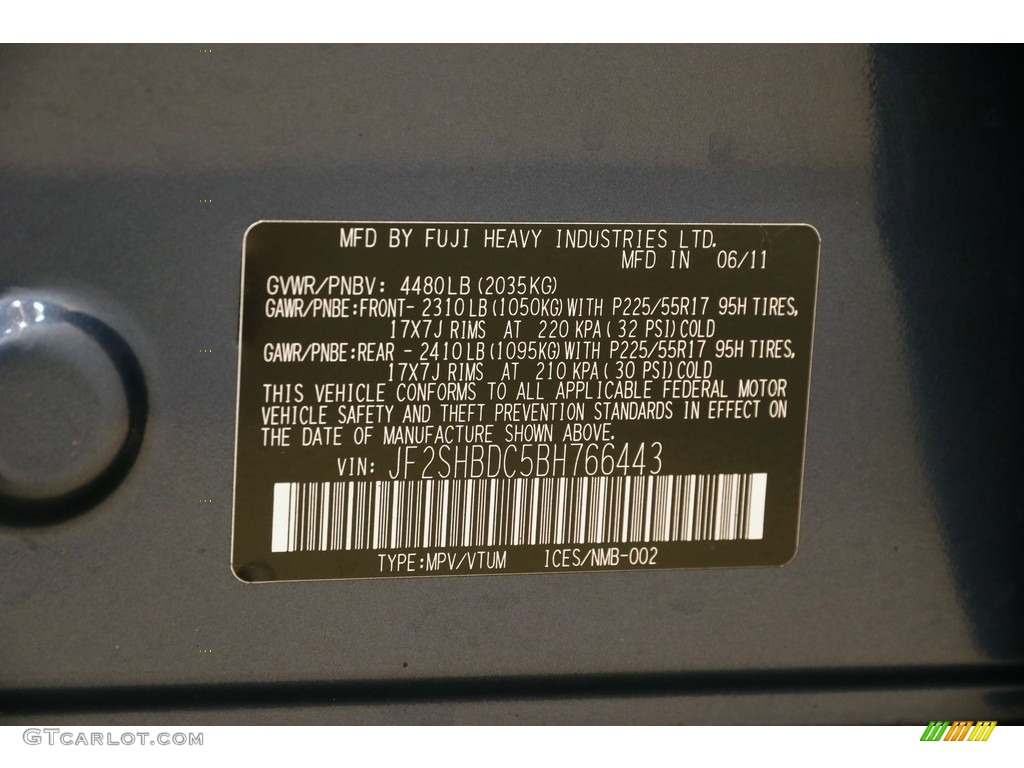 MFD BY FUJI HEAVY INDUSTRIES LTD.
MFD IN 06/11
GVWR/PNBV: 4480LB (2035KG)
GAWR/PNBE:FRONT- 2310LB (1050KG) WITH P225/55R17 95H TIRES,
17X7J RIMS AT 220 KPA ( 32 PSI) COLD
GAWR/PNBE:REAR - 2410LB (1095KG) WITH P225/55R17 95H TIRES,
17X7J RIMS AT 210 KPA ( 30 PSI) COLD
THIS VEHICLE CONFORMS TO ALL APPLICABLE FEDERAL MOTOR
VEHICLE SAFETY AND THEFT PREVENTION STANDARDS IN EFFECT ON
THE DATE OF MANUFACTURE SHOWN ABOVE.
VIN: JF2SHBDC5BH766443
TYPE:MPV/VTUM ICES/NMB-002
GTCARLOT.COM